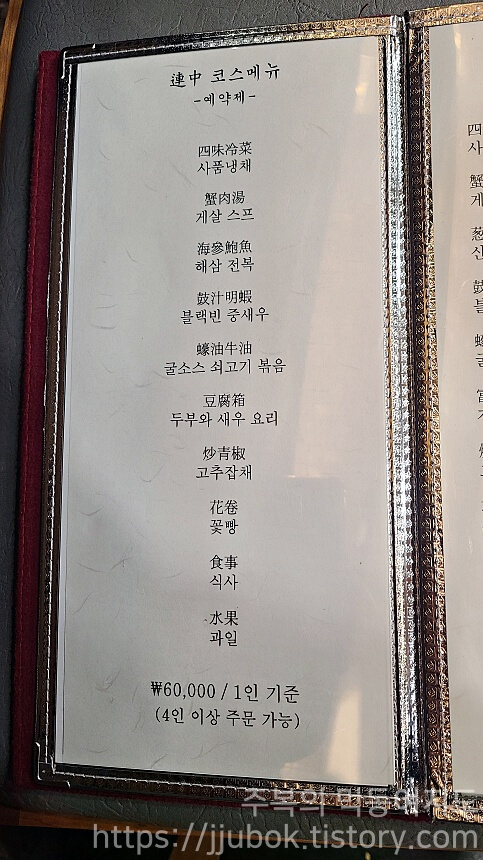 連中 코스메뉴
-예약제-
四味冷菜
사품냉채
蟹肉湯
게살 스프
海參鮑魚
해삼 전복
鼓汁明蝦
블랙빈 중새우
蠔油牛油
굴소스 쇠고기 볶음
豆腐箱
두부와 새우 요리
炒青椒
고추잡채
花卷
꽃빵
食事
식사
水果
과일
₩60,000 / 1인 기준
(4인 이상 주문 가능)
https://jjubok.tistory.com